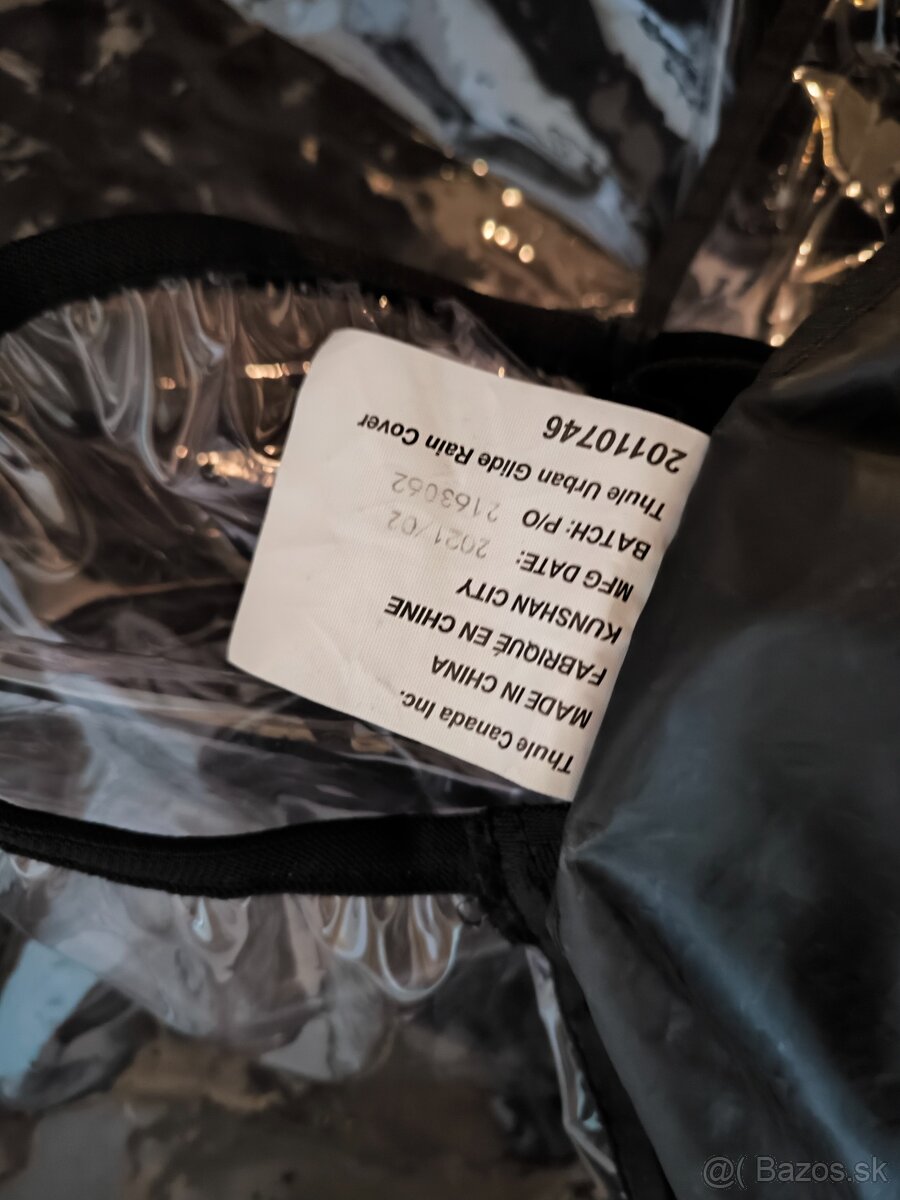 Thule Canada Inc.
MADE IN CHINA
FABRIQUÉ EN CHINE
KUNSHAN CITY
MFG DATE: 2021/02
BATCH: P/O 2163062
Thule Urban Glide Rain Cover
20110746
@( Bazos.sk